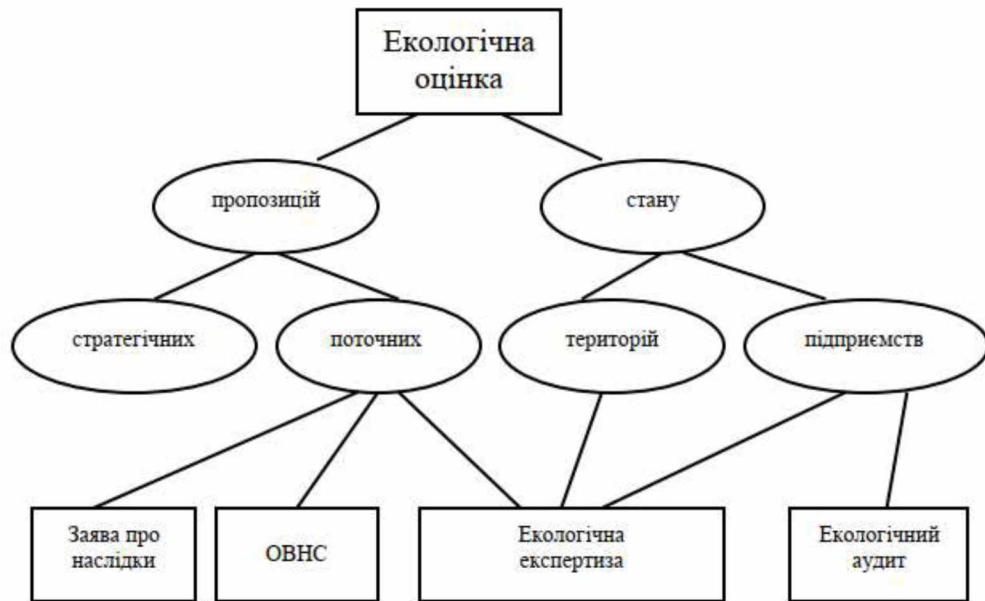 Екологічна
оцінка
пропозицій
стану
стратегічних
поточних
територій
підприємств
Заява про
наслідки
ОВНС
Екологічна
експертиза
Екологічний
аудит